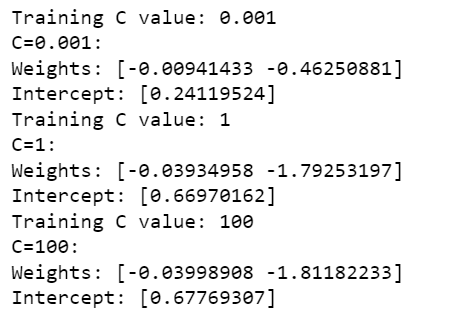 Training C value: 0.001
C=0.001:
Weights: [-0.00941433 -0.46250881]
Intercept: [0.24119524]
Training C value: 1
C=1:
Weights: [-0.03934958 -1.79253197]
Intercept: [0.66970162]
Training C value: 100
C=100:
Weights: [-0.03998908 -1.81182233]
Intercept: [0.67769307]